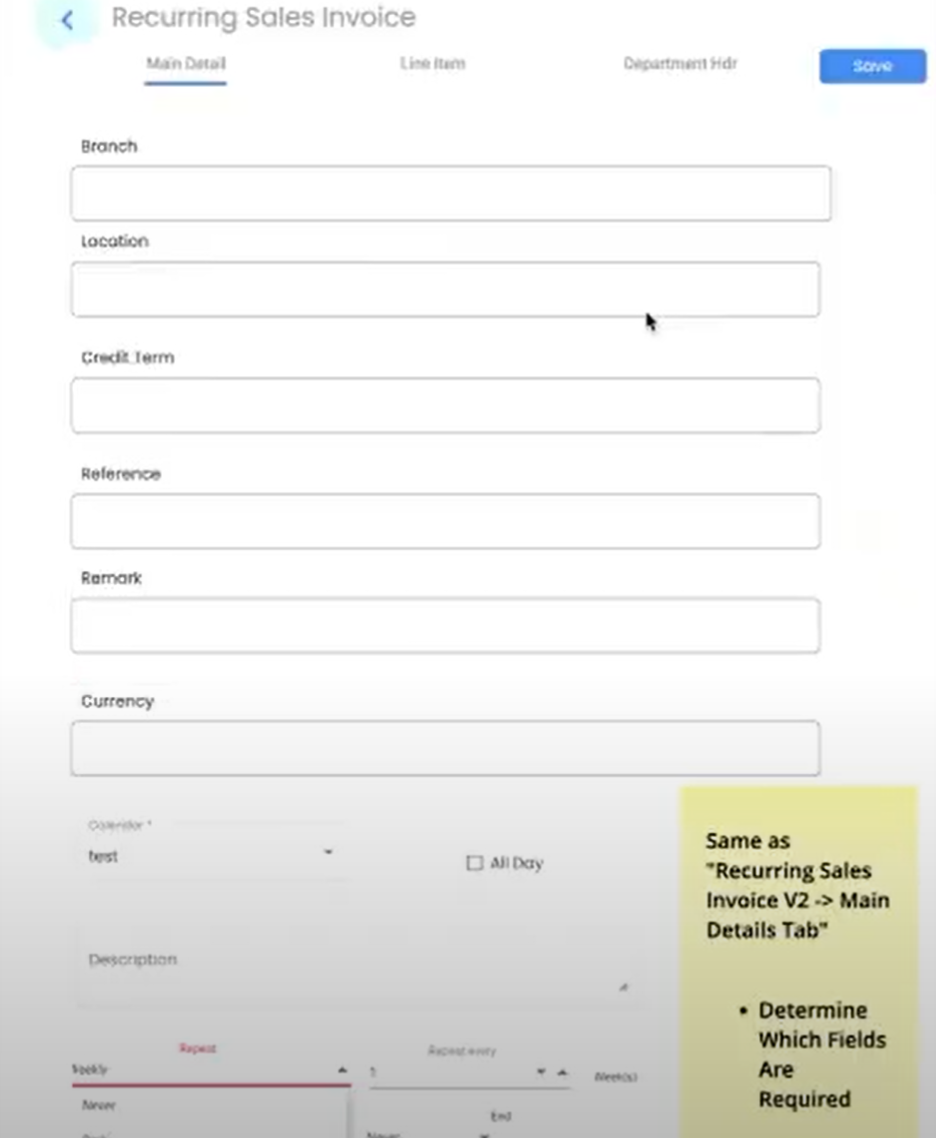 Recurring Sales Invoice
Main Detail
Line Item
Department Hdr
Save
Branch
Location
Credit Term
Reference
Remark
Currency
Calendar *
test
All Day
Description
Same as
"Recurring Sales
Invoice V2 -> Main
Details Tab"
• Determine
Which Fields
Are
Required
Repeat
Repeat every
Weekly
1
Week(s)
Never
End
Never